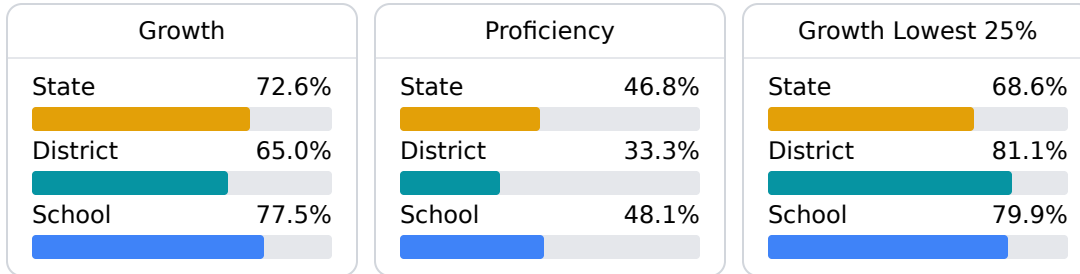 Growth
State 72.6%
District 65.0%
School 77.5%
Proficiency
State 46.8%
District 33.3%
School 48.1%
Growth Lowest 25%
State 68.6%
District 81.1%
School 79.9%